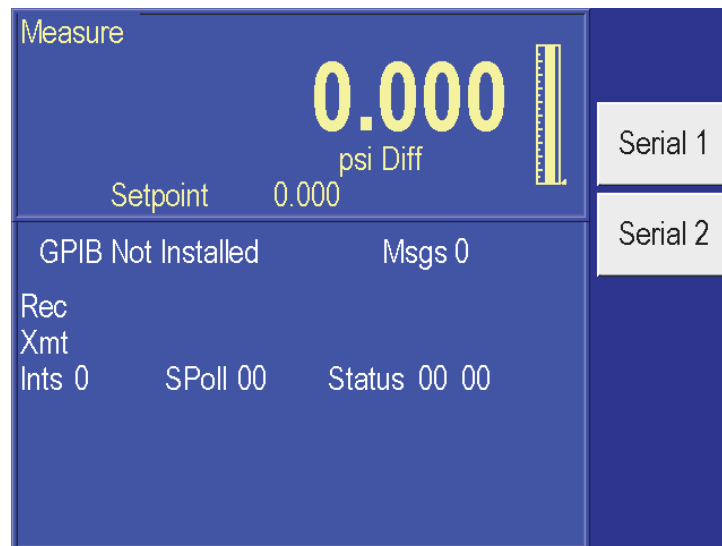 Measure
0.000
psi Diff
Setpoint 0.000
Serial 1
Serial 2
GPIB Not Installed Msgs 0
Rec
Xmt
Ints 0 SPoll 00 Status 00 00